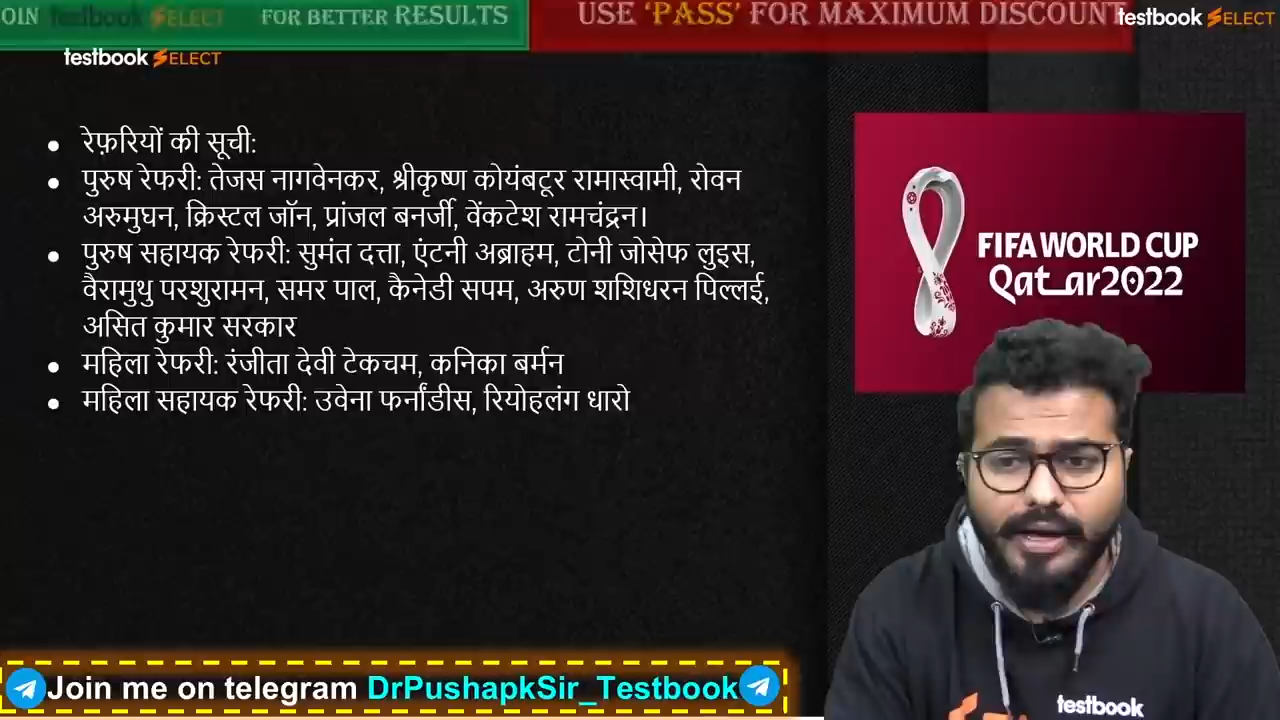 OIN testbook SELECT FOR BETTER RESULTS
USE ‘PASS’ FOR MAXIMUM DISCOUNT
testbook SELECT
testbook SELECT
रेफ़रियों की सूची:
पुरुष रेफरी: तेजस नागवेनकर, श्रीकृष्ण कोयंबटूर रामास्वामी, रोवन
अरुमुघन, क्रिस्टल जॉन, प्रांजल बनर्जी, वेंकटेश रामचंद्रन।
पुरुष सहायक रेफरी: सुमंत दत्ता, एंटनी अब्राहम, टोनी जोसेफ लुइस,
वैरामुथु परशुरामन, समर पाल, कैनेडी सपम, अरुण शशिधरन पिल्लई,
असित कुमार सरकार
महिला रेफरी: रंजीता देवी टेकचम, कनिका बर्मन
महिला सहायक रेफरी: उवेना फर्नांडीस, रियोहलंग धारो
FIFA WORLD CUP
Qatar2022
Join me on telegram DrPushapkSir_Testbook
testbook